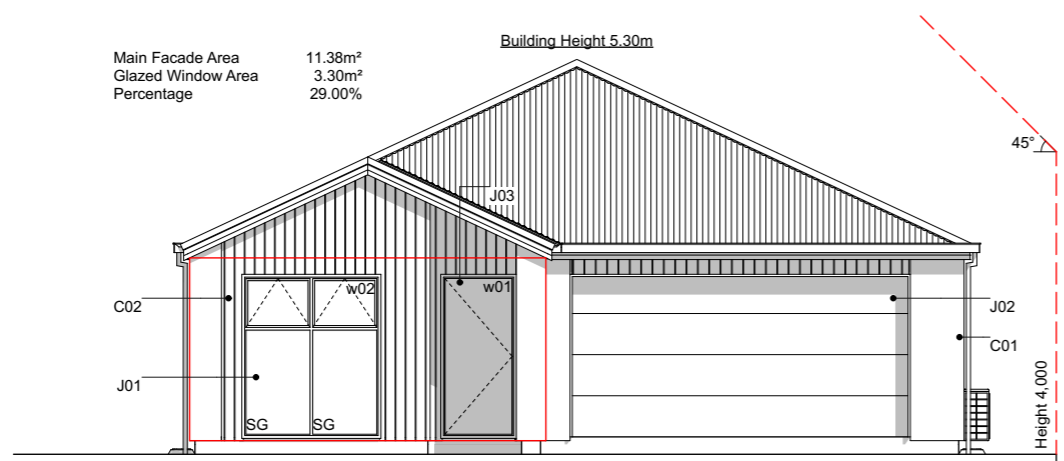 Building Height 5.30m
Main Facade Area 11.38m²
Glazed Window Area 3.30m²
Percentage 29.00%
45°
J03
w02
w01
C02
J02
C01
J01
SG SG
Height 4,000